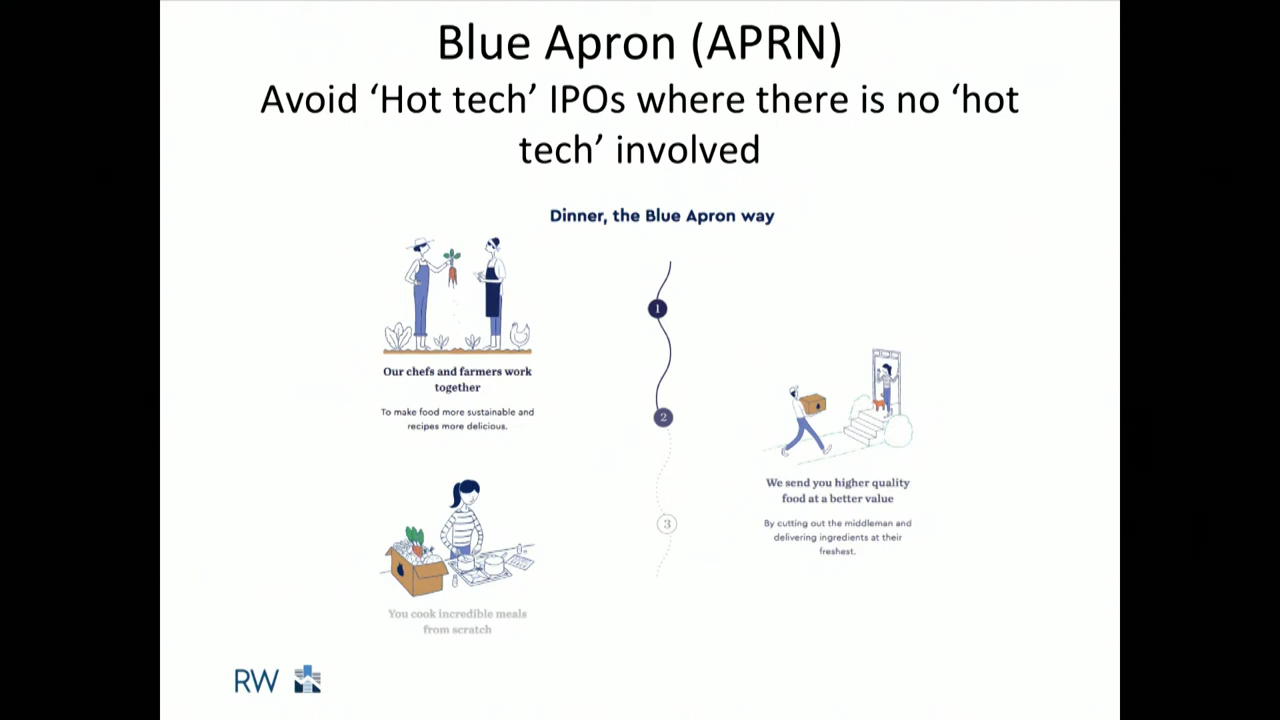 Blue Apron (APRN)
Avoid ‘Hot tech’ IPOs where there is no ‘hot
tech’ involved
Dinner, the Blue Apron way
1
Our chefs and farmers work
together
To make food more sustainable and
recipes more delicious.
2
We send you higher quality
food at a better value
By cutting out the middleman and
delivering ingredients at their
freshest.
3
You cook incredible meals
from scratch
RW